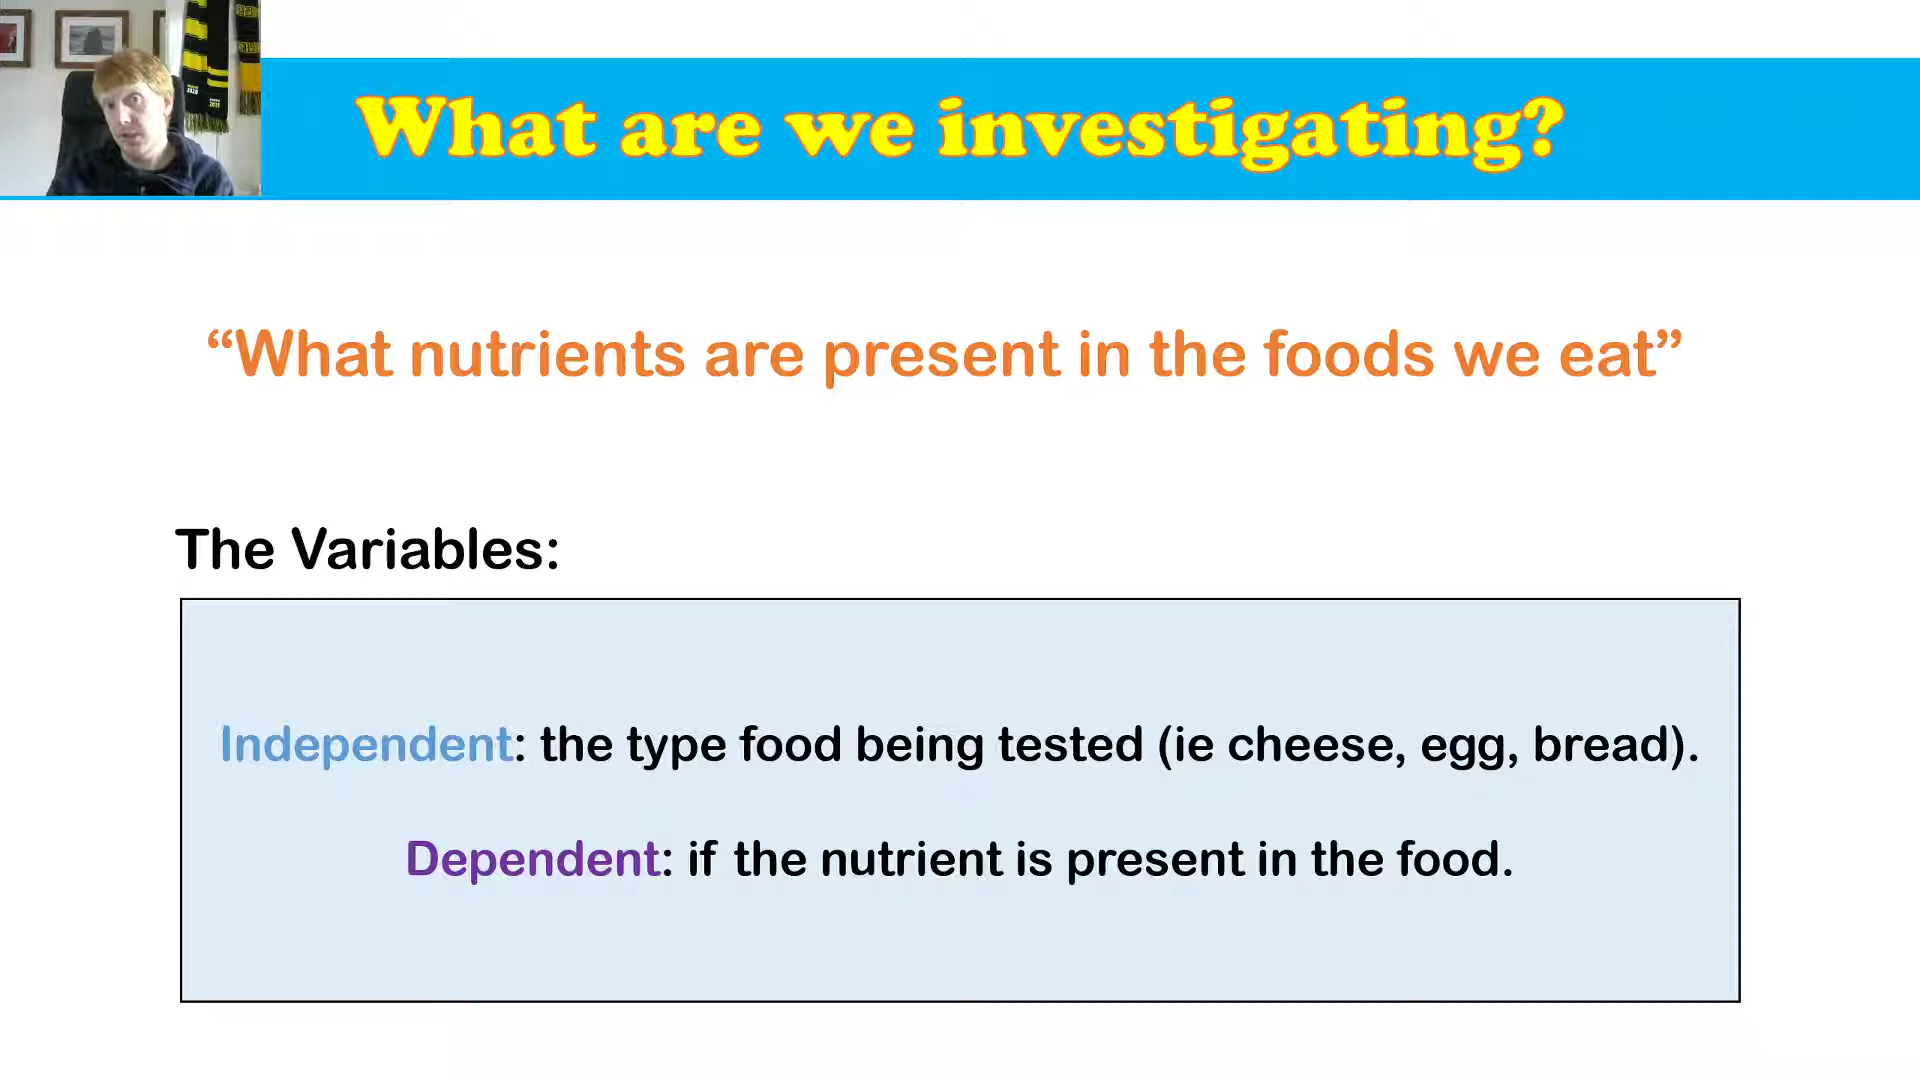 What are we investigating?
“What nutrients are present in the foods we eat”
The Variables:
Independent: the type food being tested (ie cheese, egg, bread).
Dependent: if the nutrient is present in the food.